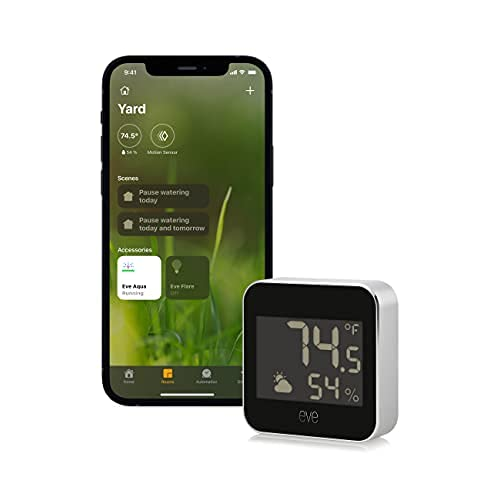 9:41
Yard
74.5°
54 %
Motion Sensor
Scenes
Pause watering
today
Pause watering
today and tomorrow
Accessories
Eve Aqua
Running
Eve Flare
Off
Home
Rooms
Automation
74.5 °F
54 %
eve